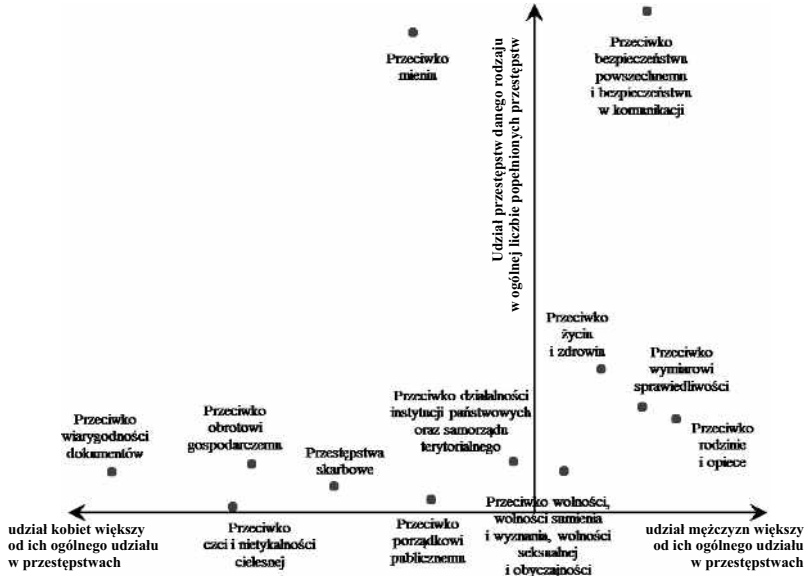 Przeciwko
mieniu
Udział przestępstw danego rodzaju
w ogólnej liczbie popełnionych przestępstw
Przeciwko
bezpieczeństwu
powszechnemu
i bezpieczeństwu
w komunikacji
Przeciwko
życiu
i zdrowiu
Przeciwko
wymiarowi
sprawiedliwości
Przeciwko
rodzinie
i opiece
Przeciwko działalności
instytucji państwowych
oraz samorządu
terytorialnego
Przeciwko
wiarygodności
dokumentów
Przeciwko
obrotowi
gospodarczemu
Przestępstwa
skarbowe
Przeciwko
czci i nietykalności
cielesnej
Przeciwko
porządkowi
publicznemu
Przeciwko wolności,
wolności sumienia
i wyznania, wolności
seksualnej
i obyczajności
udział kobiet większy
od ich ogólnego udziału
w przestępstwach
udział mężczyzn większy
od ich ogólnego udziału
w przestępstwach